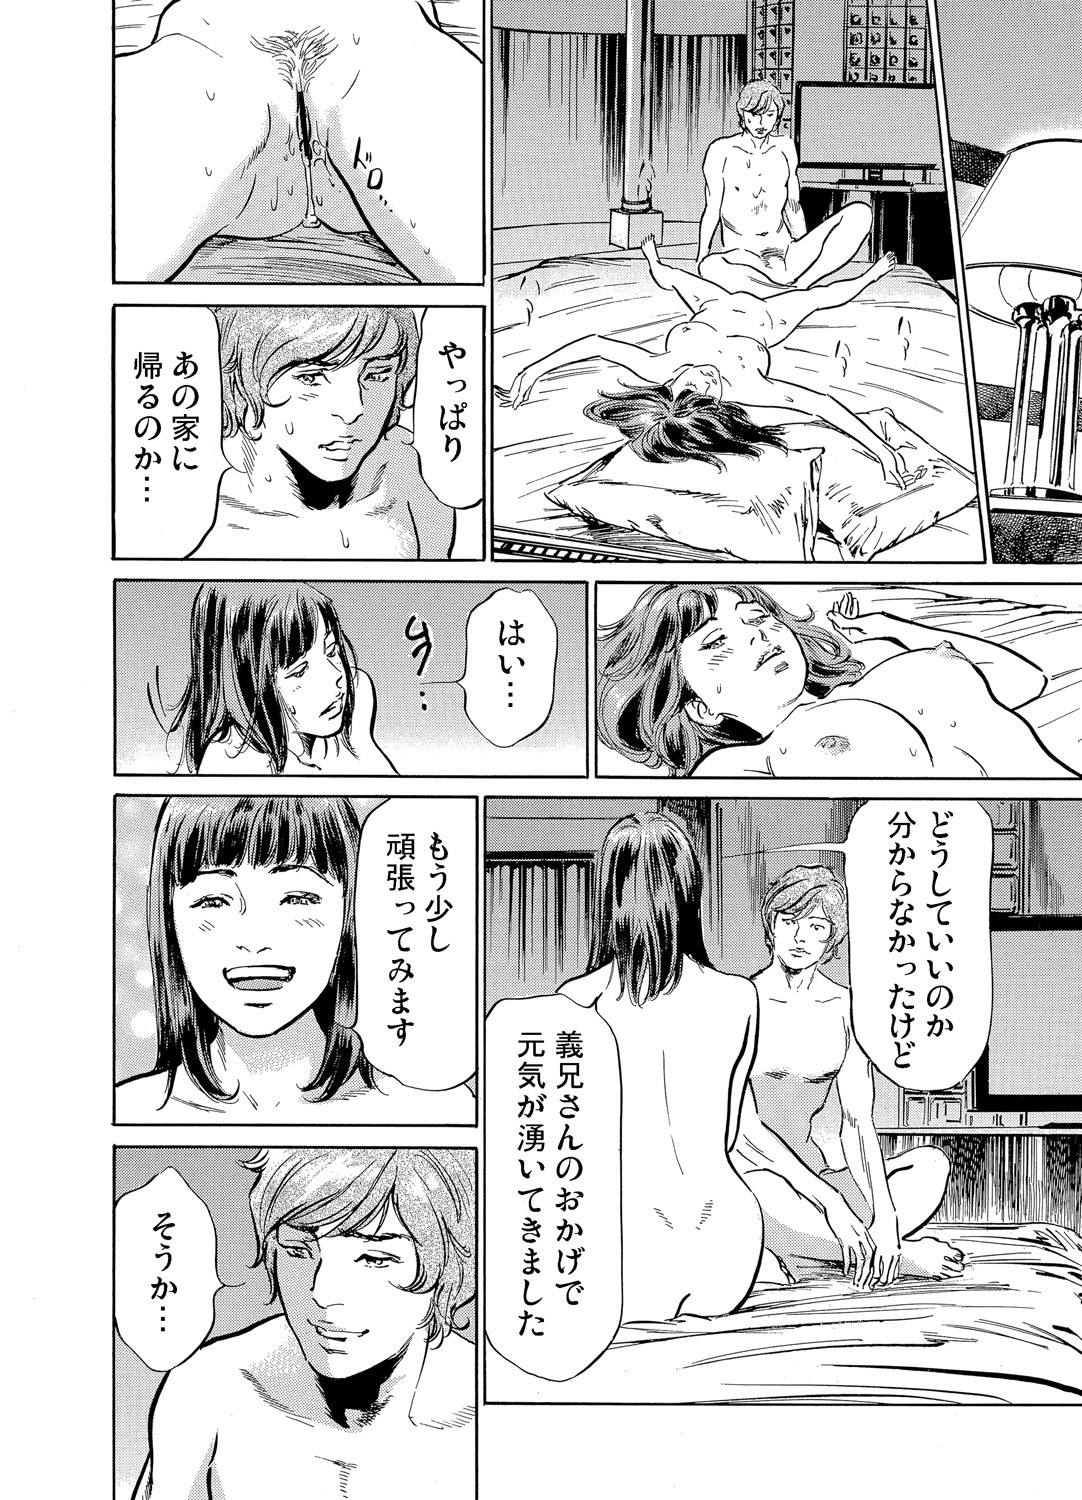 ドロ…
やっぱり
あの家に
帰るのか…
はい…
どうしていいのか
分からなかったけど
義兄さんのおかげで
元気が湧いてきました
もう少し
頑張ってみます
そうか…